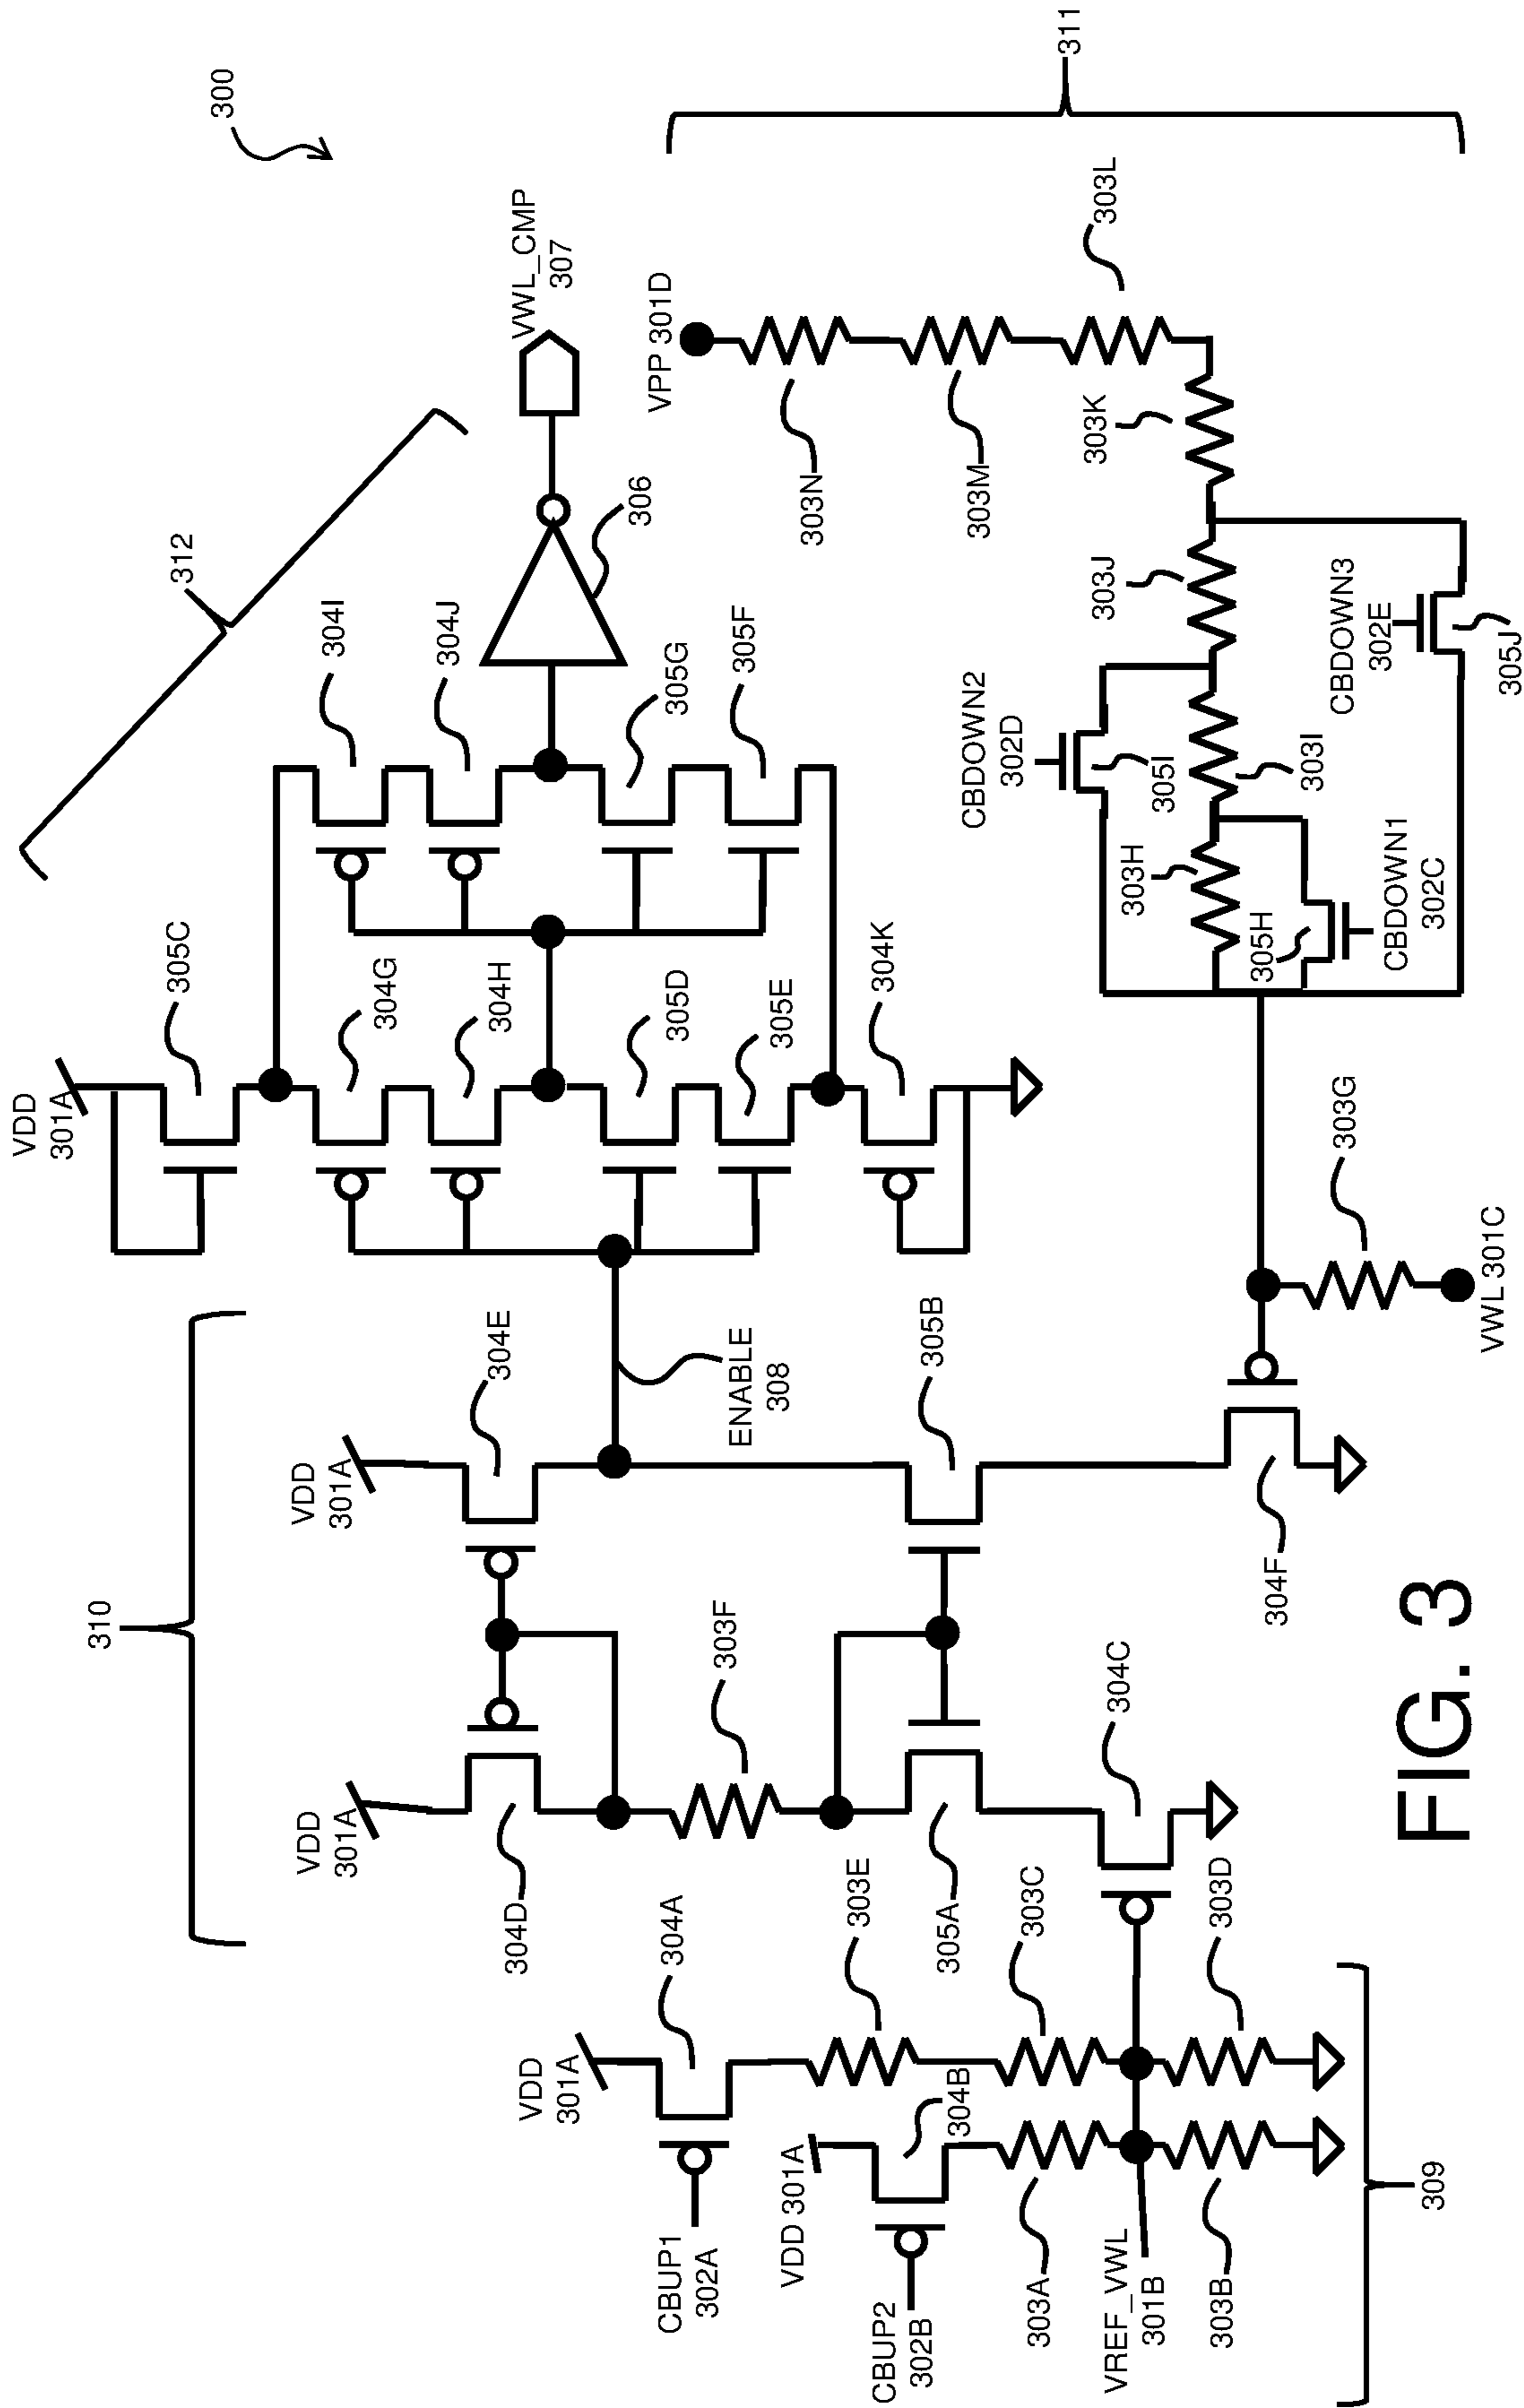 300
312
VDD
301A
305C
304G
304H
305D
305E
304K
304I
304J
305G
305F
306
VWL_CMP
307
310
VDD
301A
304E
ENABLE
308
305B
304F
VDD
301A
304D
303F
305A
304C
VDD
301A
304A
CBUP1
302A
303E
303C
303D
VDD 301A
304B
CBUP2
302B
303A
VREF_VWL
301B
303B
309
311
VPP 301D
303N
303M
303L
303K
303J
CBDOWN2
302D
305I
303I
303H
305H
CBDOWN1
302C
CBDOWN3
302E
305J
303G
VWL 301C
FIG. 3